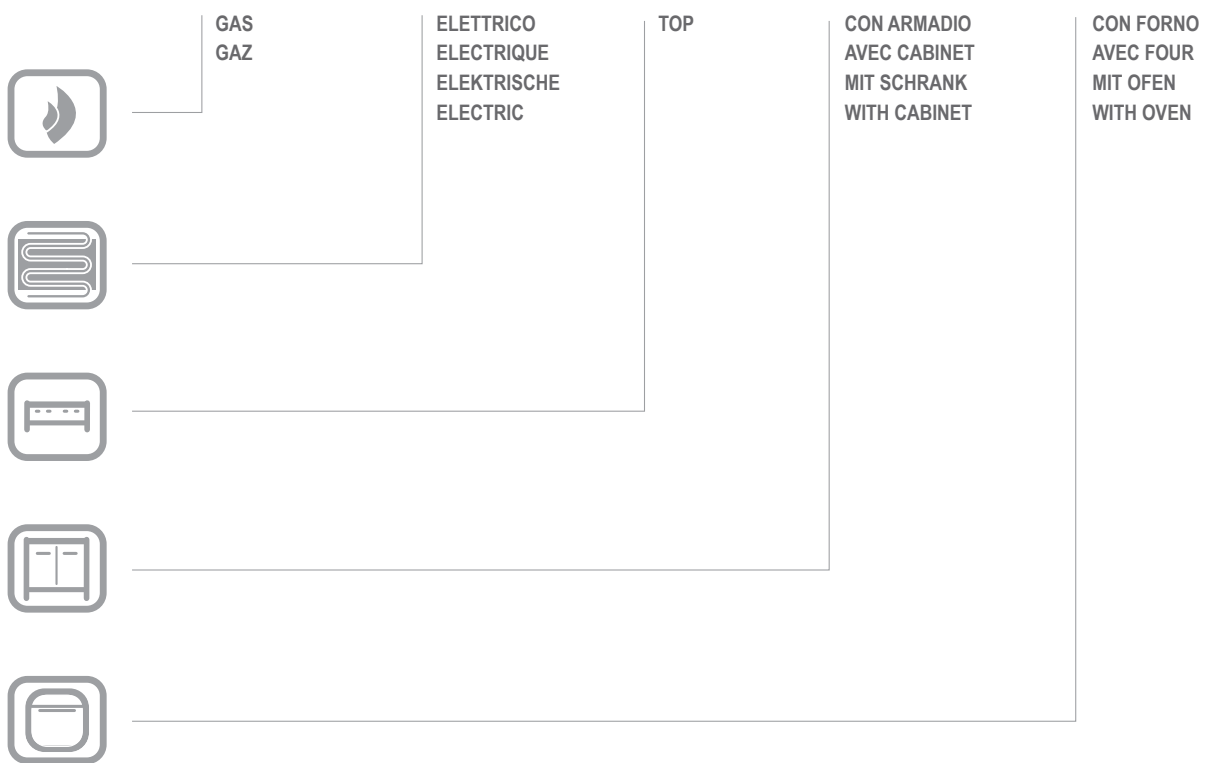 GAS
GAZ
ELETTRICO
ELECTRIQUE
ELEKTRISCHE
ELECTRIC
TOP
CON ARMADIO
AVEC CABINET
MIT SCHRANK
WITH CABINET
CON FORNO
AVEC FOUR
MIT OFEN
WITH OVEN